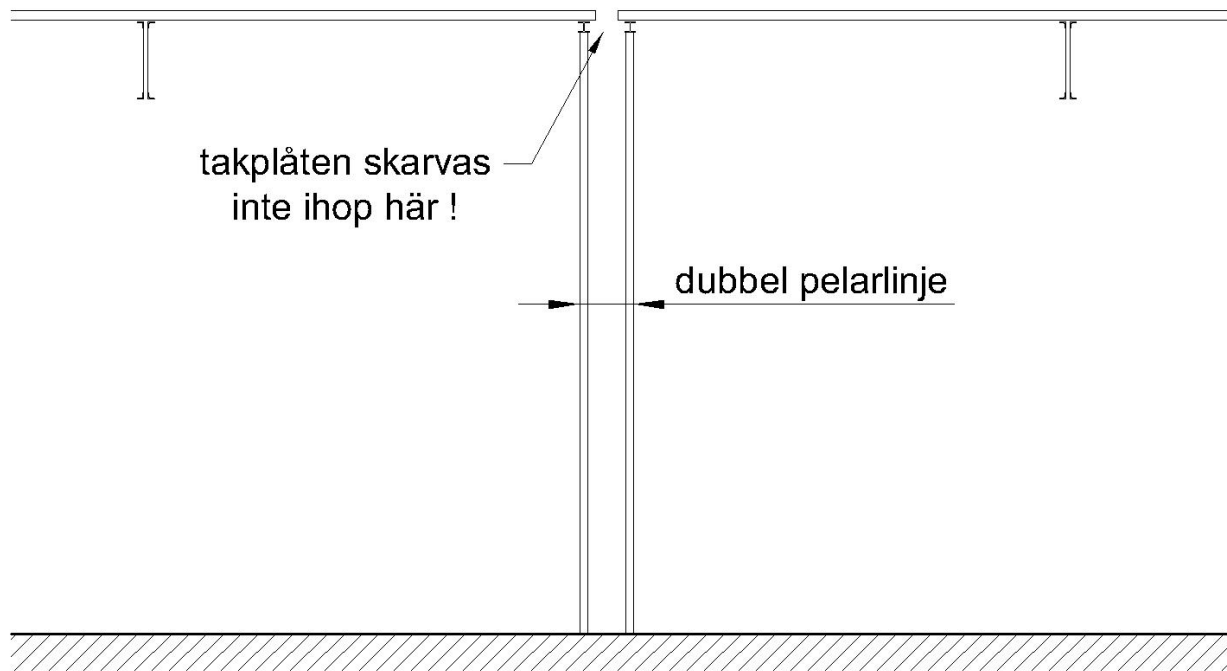 takplåten skarvas
inte ihop här !
dubbel pelarlinje